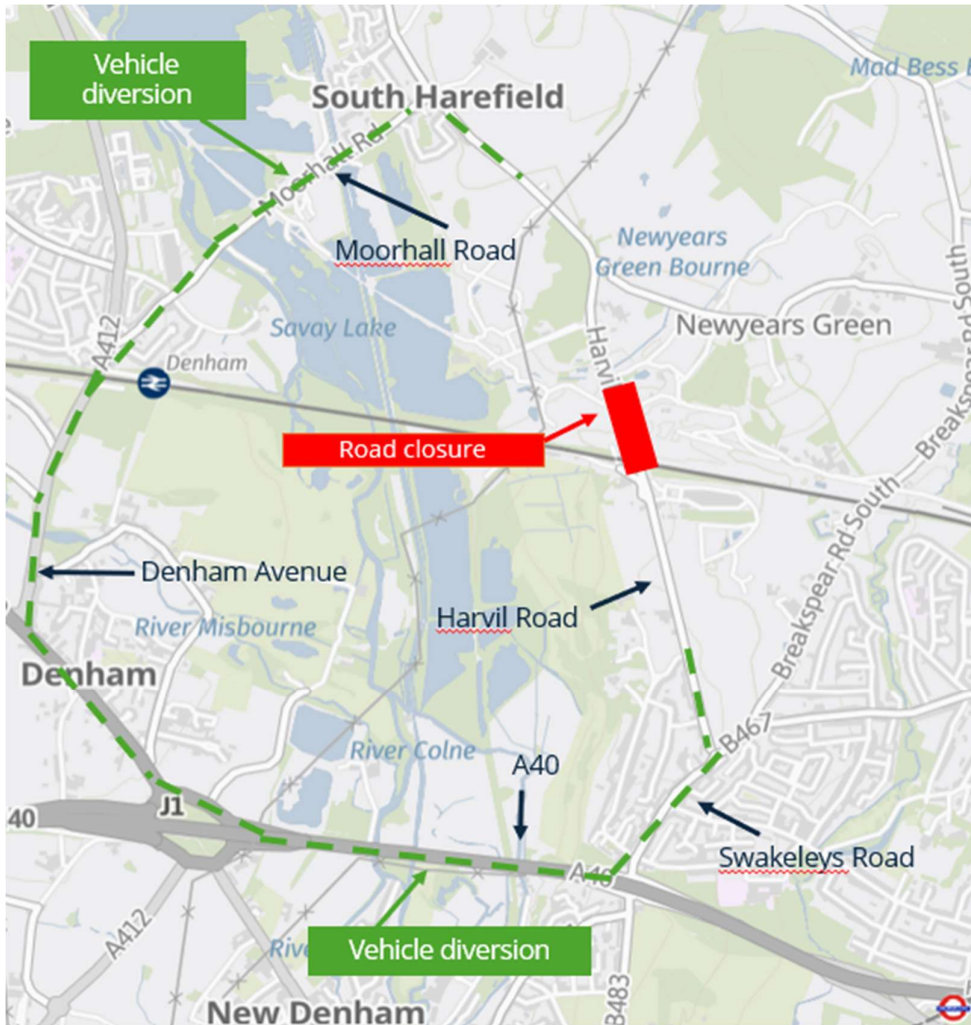 Vehicle
diversion
South Harefield
Mad Bess
Moorhall Rd
Moorhall Road
Newyears
Green Bourne
Savay Lake
Newyears Green
A412
Denham
Harvil
Breakspear Rd South
Road closure
Breakspear Rd South
Denham Avenue
Harvil Road
River Misbourne
Denham
B467
River Colne
A40
J1
40
Swakeleys Road
A40
A412
Vehicle diversion
B483
New Denham